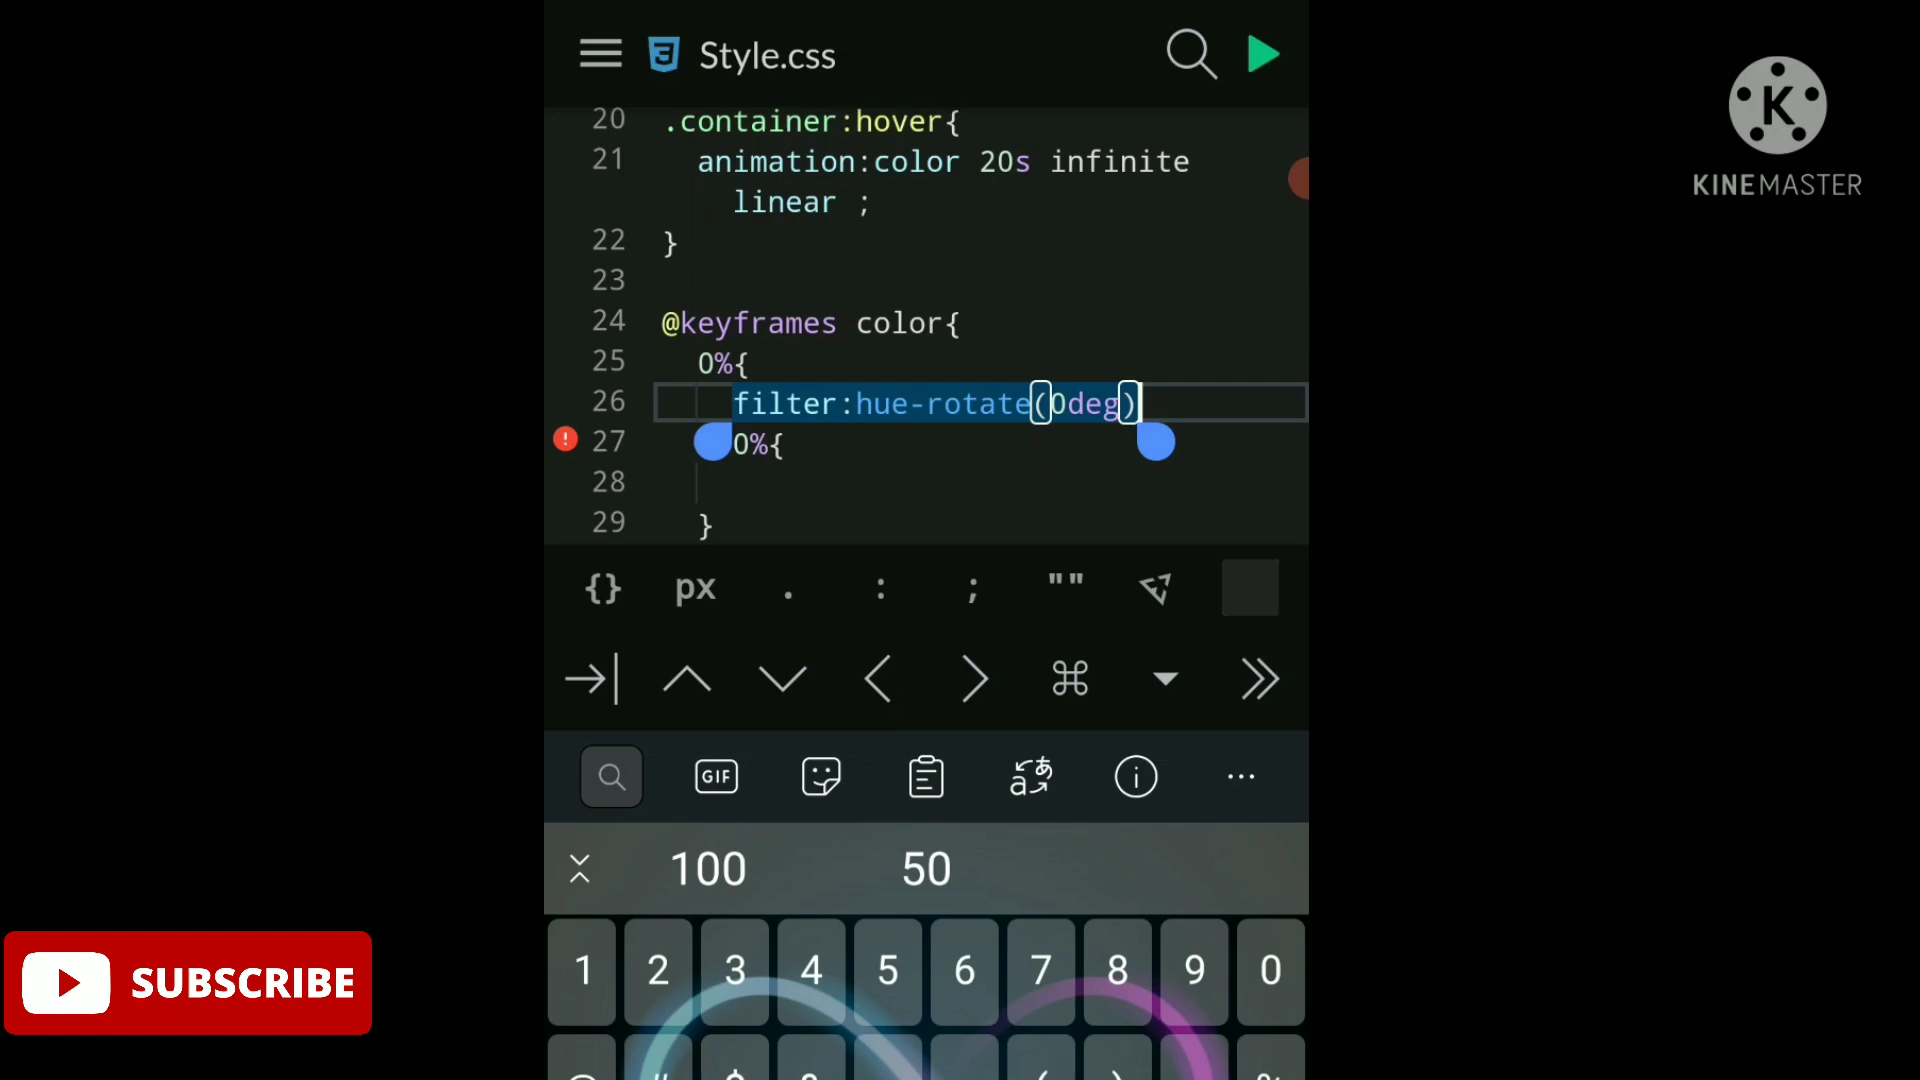 Style.css
20 .container:hover{
21 animation:color 20s infinite
linear ;
22 }
23
24 @keyframes color{
25 0%{
26 filter:hue-rotate(0deg)
27 0%{
28
29 }
{} px . : ; ""
GIF
100 50
1 2 3 4 5 6 7 8 9 0
K
KINEMASTER
SUBSCRIBE